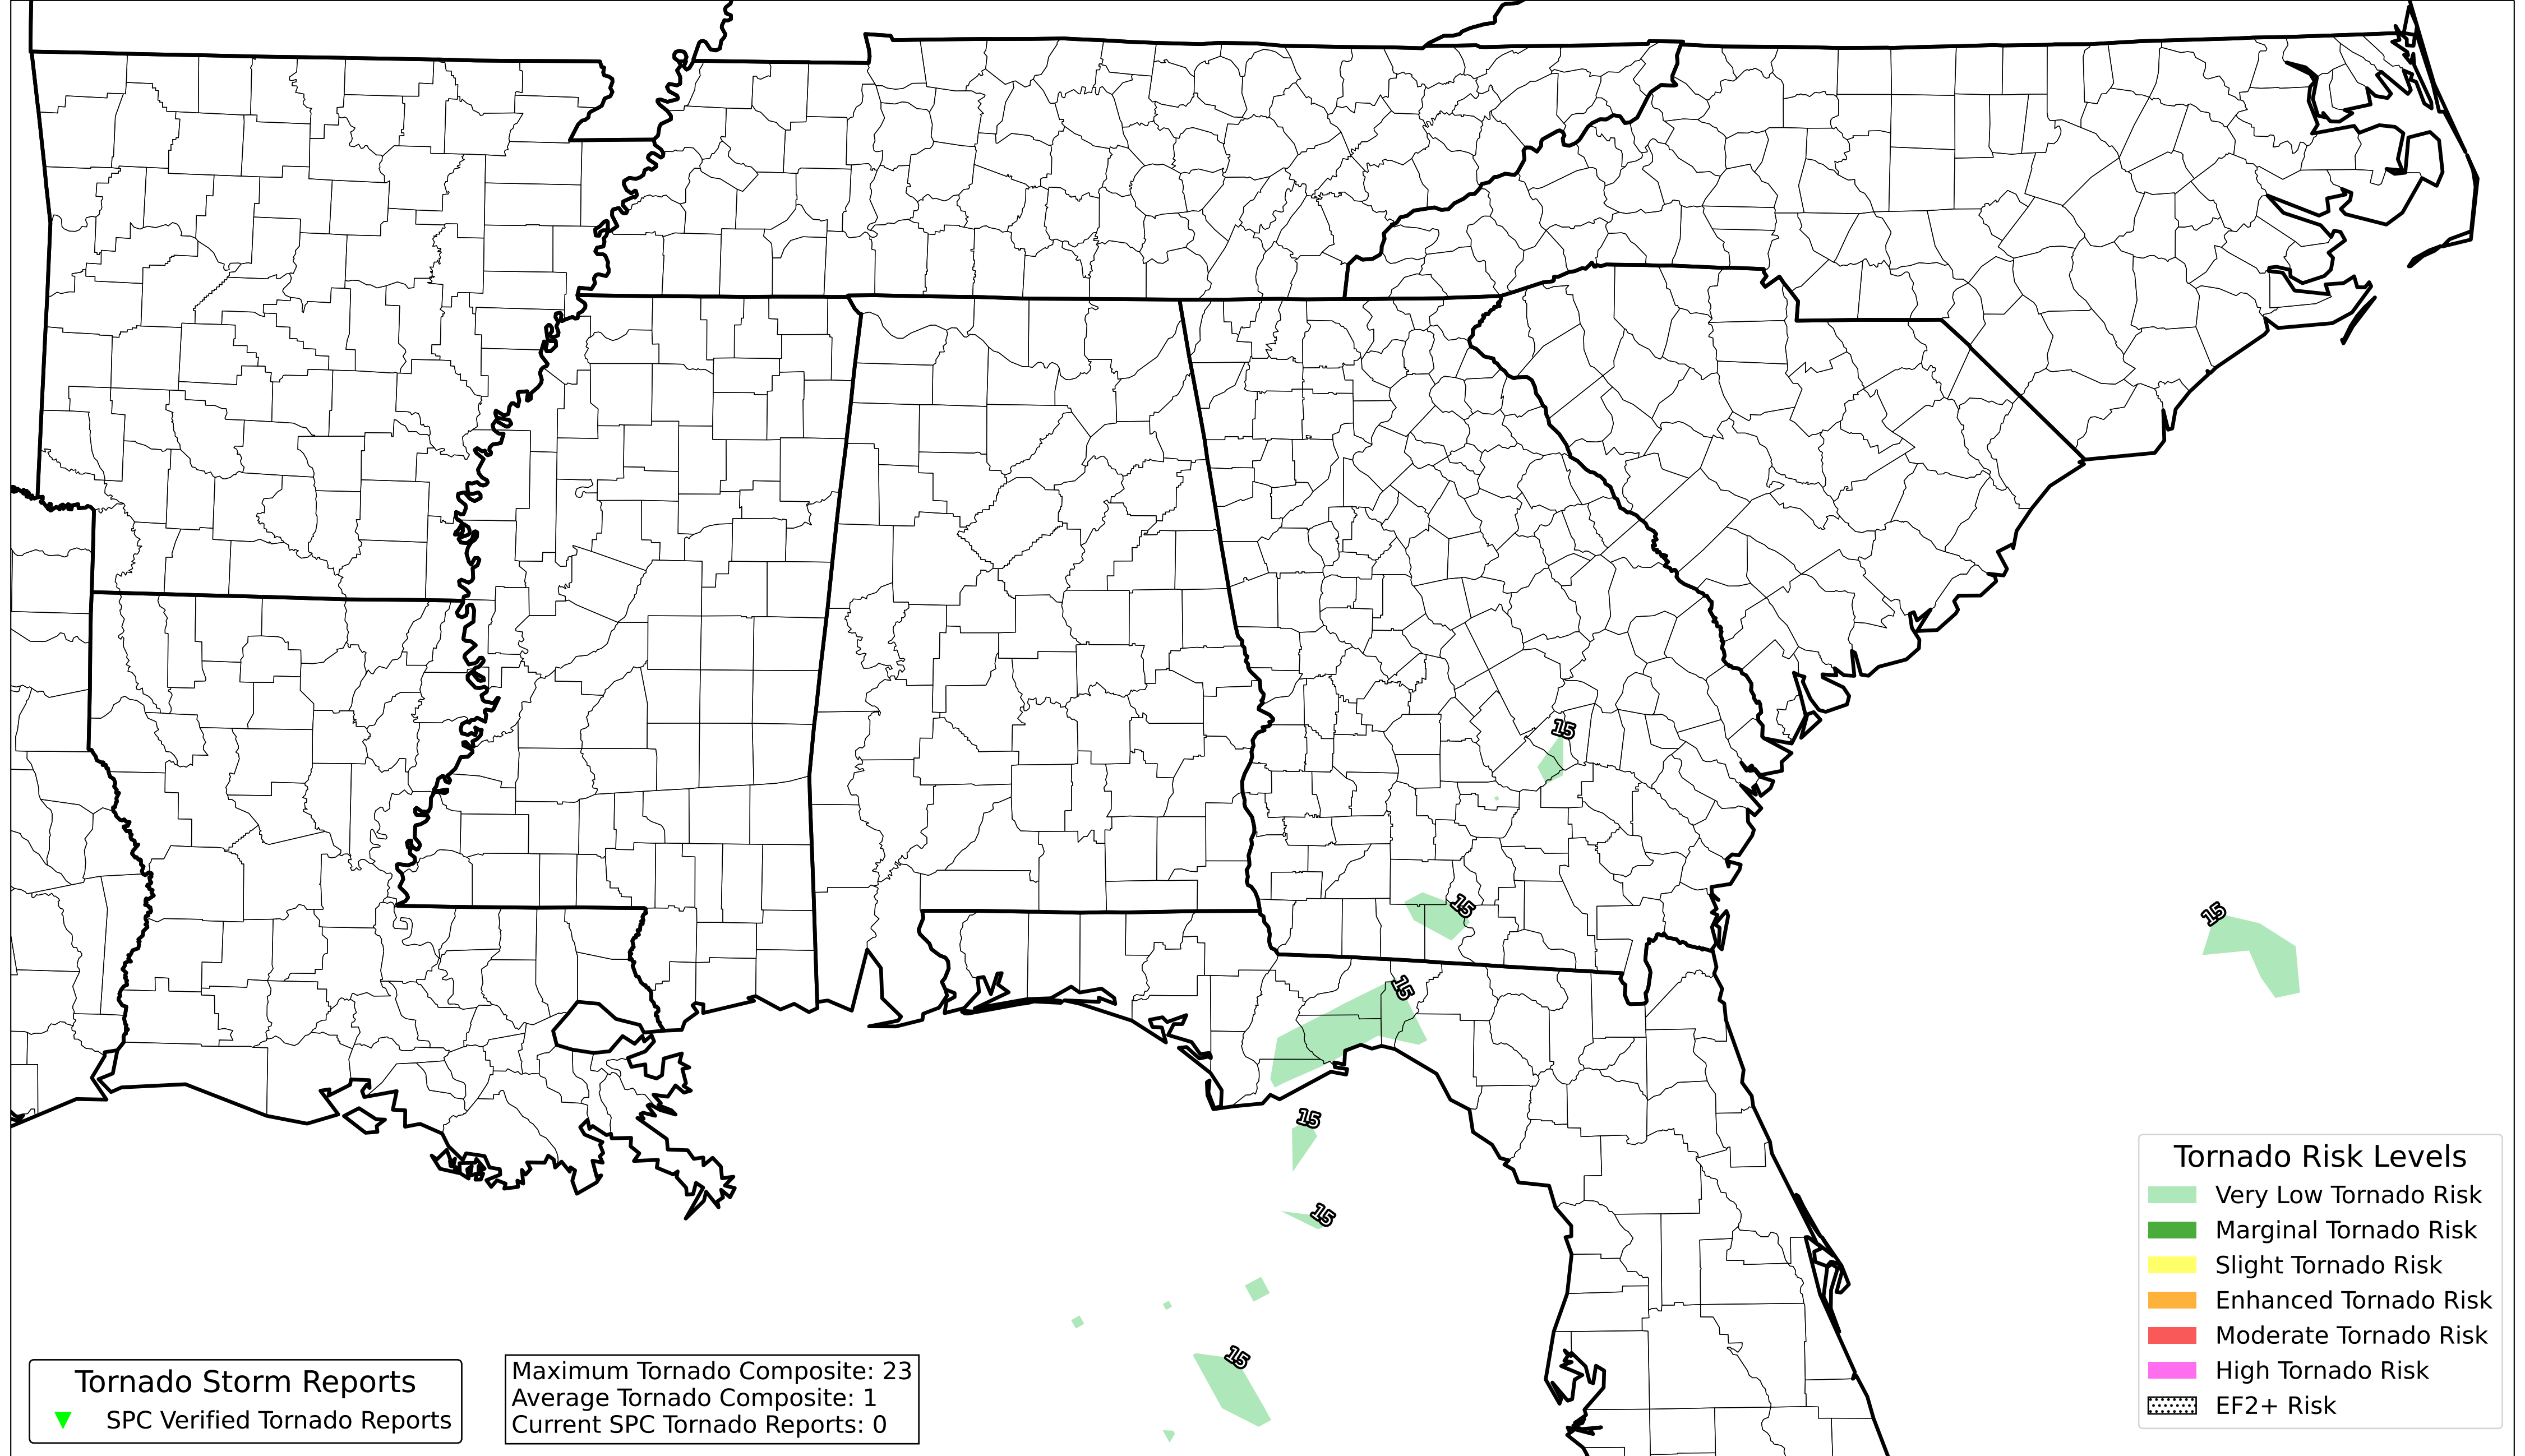 15
15
15
15
15
15
15
Tornado Risk Levels
Very Low Tornado Risk
Marginal Tornado Risk
Slight Tornado Risk
Enhanced Tornado Risk
Moderate Tornado Risk
High Tornado Risk
EF2+ Risk
Tornado Storm Reports
SPC Verified Tornado Reports
Maximum Tornado Composite: 23
Average Tornado Composite: 1
Current SPC Tornado Reports: 0